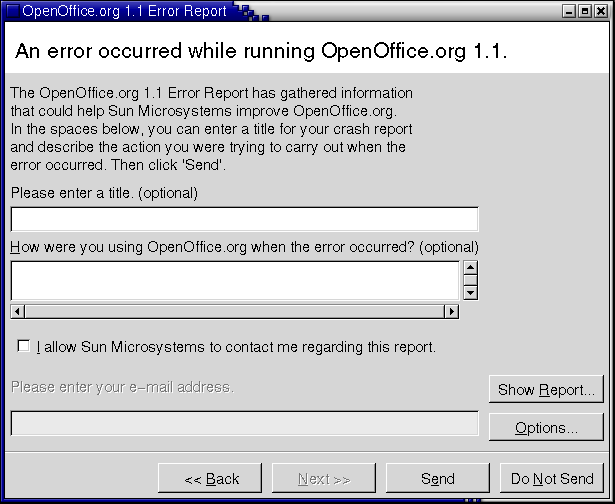 OpenOffice.org 1.1 Error Report
An error occurred while running OpenOffice.org 1.1.
The OpenOffice.org 1.1 Error Report has gathered information
that could help Sun Microsystems improve OpenOffice.org.
In the spaces below, you can enter a title for your crash report
and describe the action you were trying to carry out when the
error occurred. Then click 'Send'.
Please enter a title. (optional)
How were you using OpenOffice.org when the error occurred? (optional)
I allow Sun Microsystems to contact me regarding this report.
Please enter your e-mail address.
Show Report...
Options...
<< Back
Next >>
Send
Do Not Send